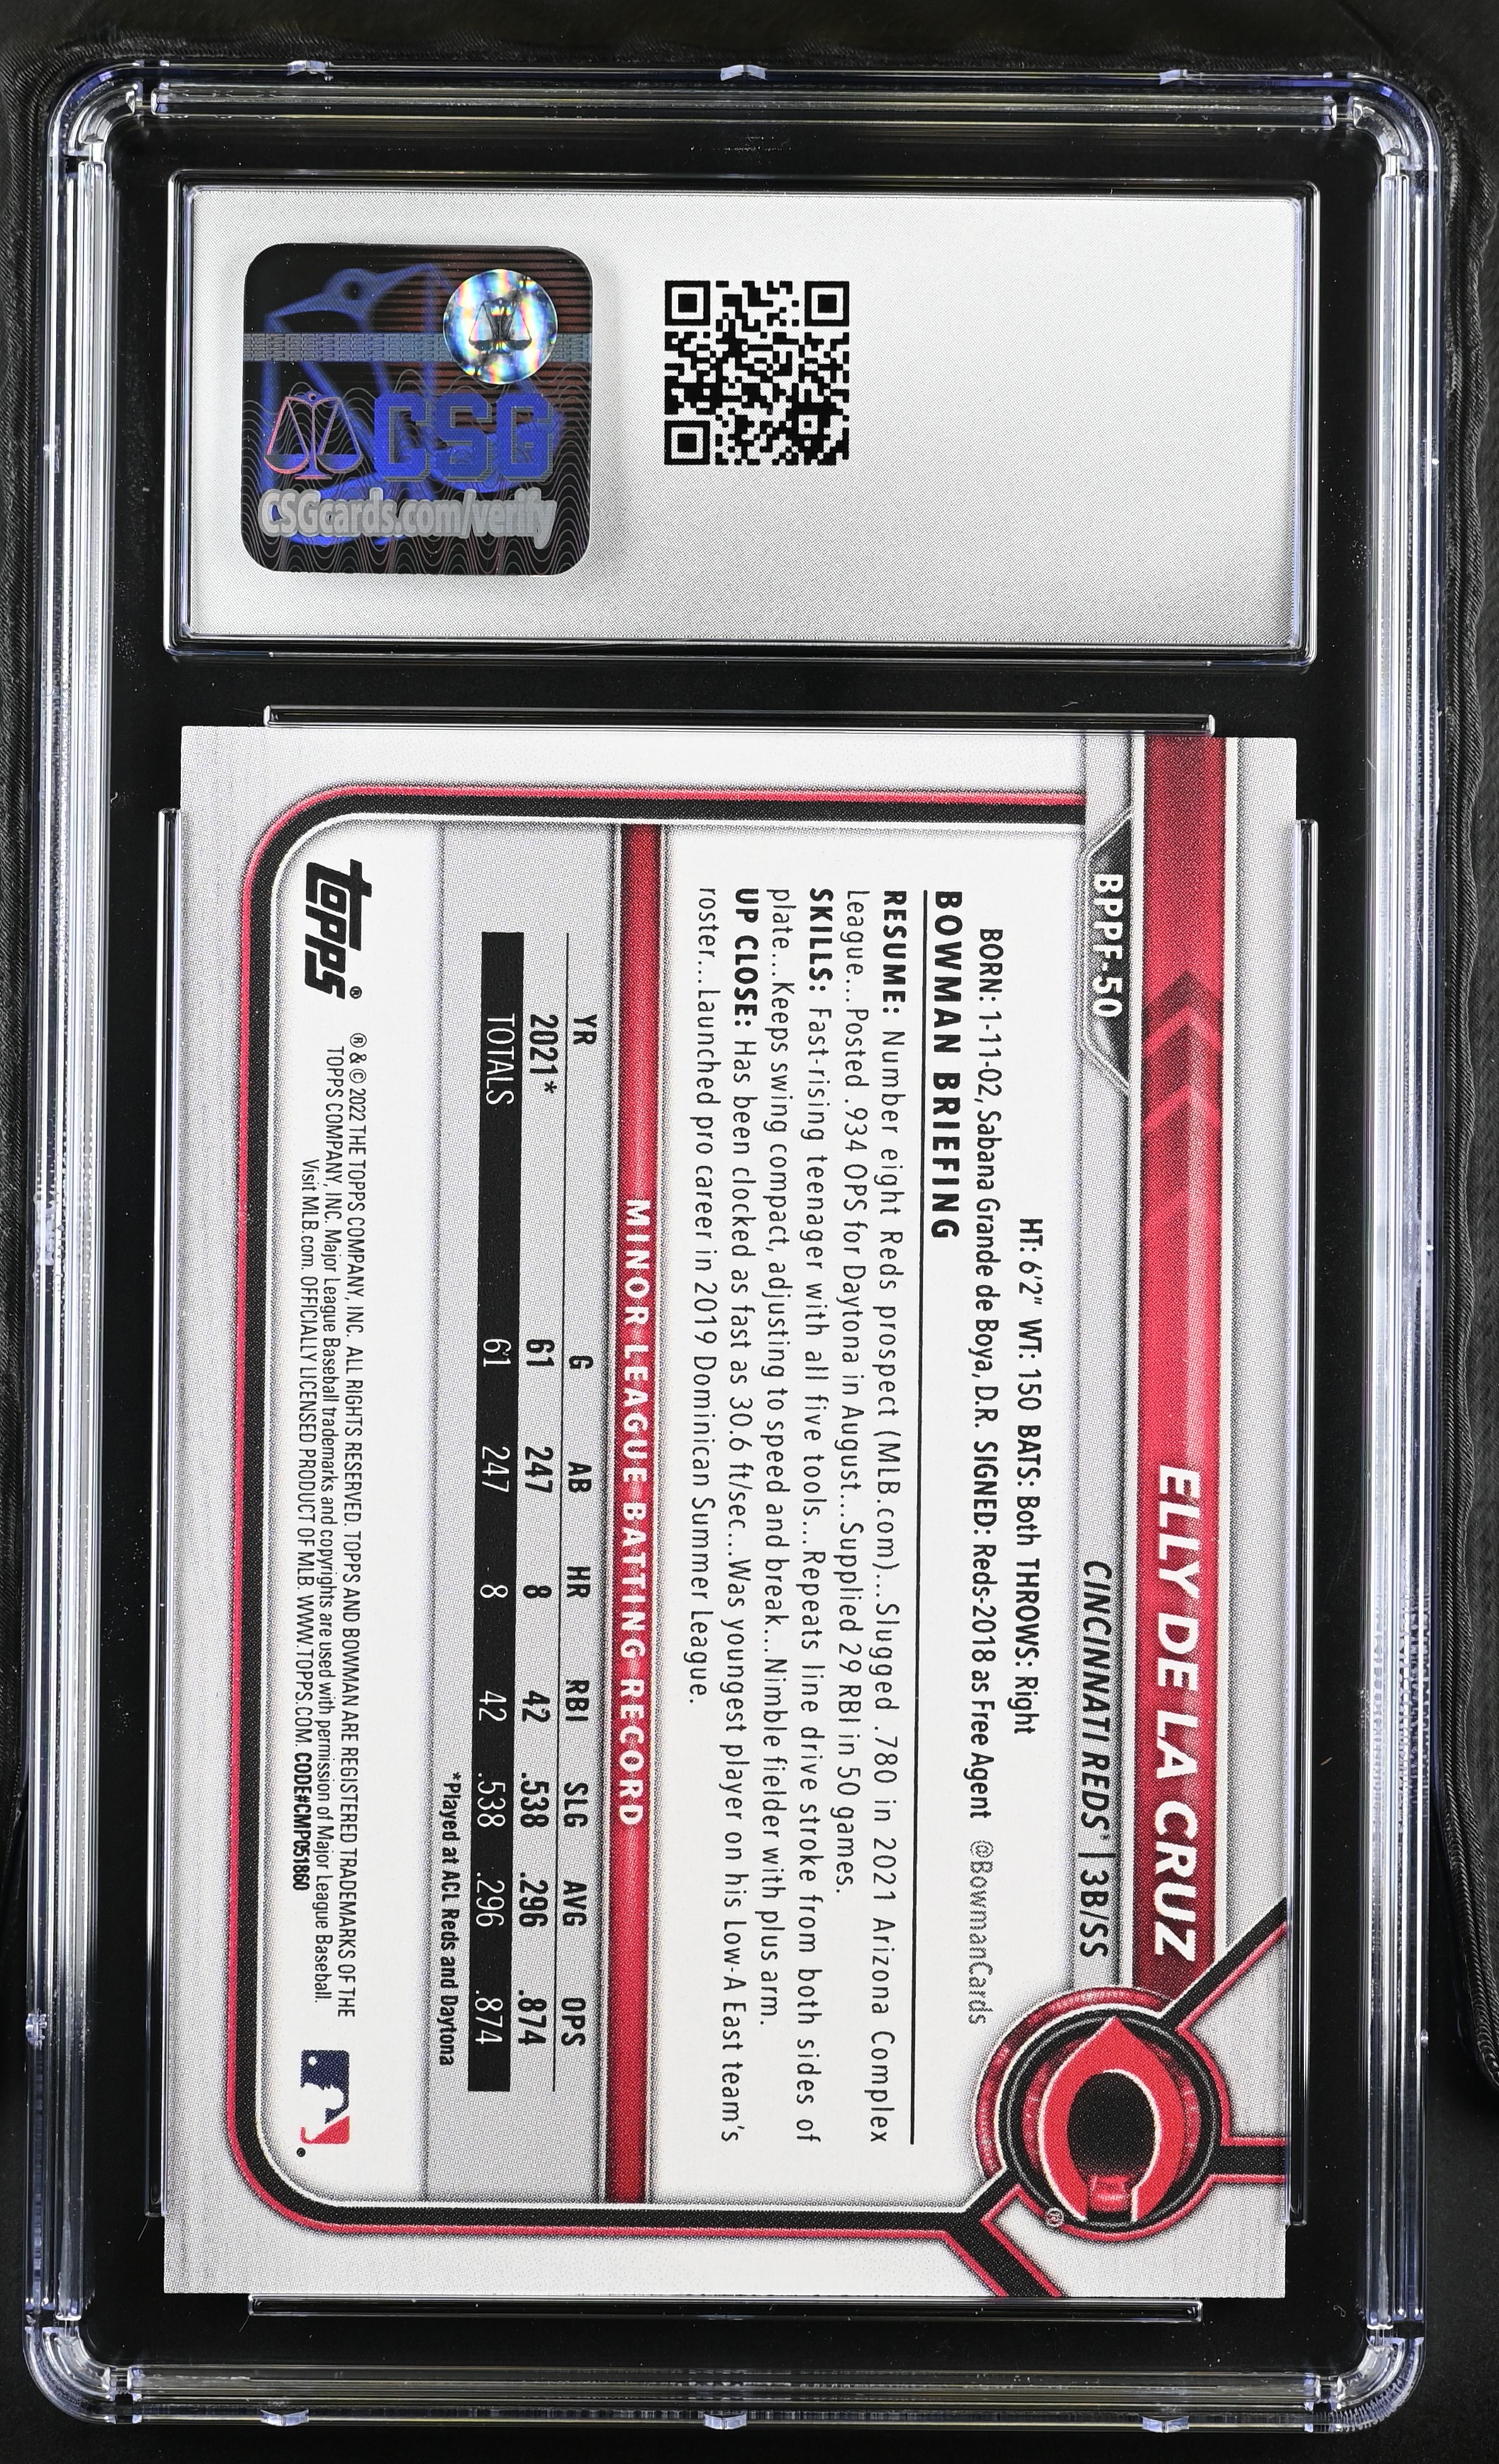 CSG
CSGcards.com/verify
BPPF-50
ELLY DE LA CRUZ
CINCINNATI REDS® | 3B/SS
HT: 6'2" WT: 150 BATS: Both THROWS: Right
BORN: 1-11-02, Sabana Grande de Boya, D.R. SIGNED: Reds-2018 as Free Agent @BowmanCards
BOWMAN BRIEFING
RESUME: Number eight Reds prospect (MLB.com)...Slugged .780 in 2021 Arizona Complex
League...Posted .934 OPS for Daytona in August...Supplied 29 RBI in 50 games.
SKILLS: Fast-rising teenager with all five tools...Repeats line drive stroke from both sides of
plate...Keeps swing compact, adjusting to speed and break...Nimble fielder with plus arm.
UP CLOSE: Has been clocked as fast as 30.6 ft/sec...Was youngest player on his Low-A East team's
roster...Launched pro career in 2019 Dominican Summer League.
MINOR LEAGUE BATTING RECORD
YR G AB HR RBI SLG AVG OPS
2021* 61 247 8 42 .538 .296 .874
TOTALS 61 247 8 42 .538 .296 .874
*Played at ACL Reds and Daytona
topps®
® & © 2022 THE TOPPS COMPANY, INC. ALL RIGHTS RESERVED. TOPPS AND BOWMAN ARE REGISTERED TRADEMARKS OF THE
TOPPS COMPANY, INC. Major League Baseball trademarks and copyrights are used with permission of Major League Baseball.
Visit MLB.com. OFFICIALLY LICENSED PRODUCT OF MLB. WWW.TOPPS.COM. CODE#CMP051860